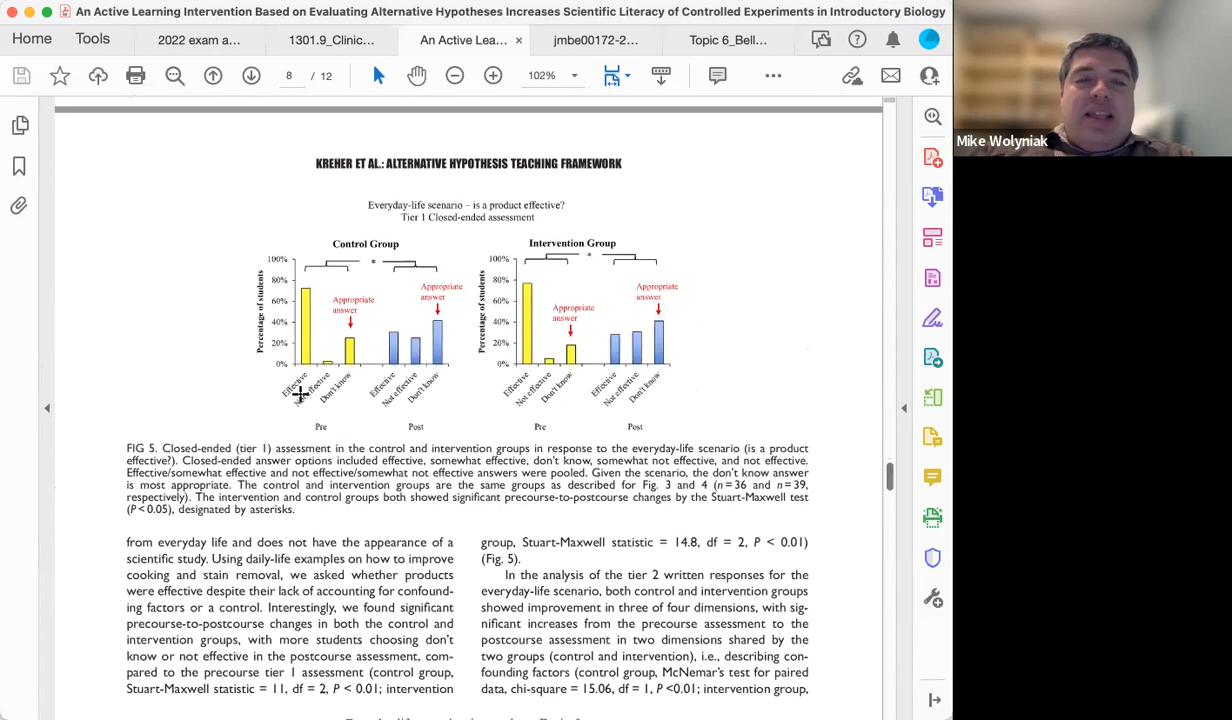 An Active Learning Intervention Based on Evaluating Alternative Hypotheses Increases Scientific Literacy of Controlled Experiments in Introductory Biology
Home Tools 2022 exam a... 1301.9_Clinic... An Active Lea... × jmbe00172-2... Topic 6_Bell...
8 / 12 102%
Mike Wolyniak
KREHER ET AL.: ALTERNATIVE HYPOTHESIS TEACHING FRAMEWORK
Everyday-life scenario – is a product effective?
Tier 1 Closed-ended assessment
Control Group
100%
80%
60%
40%
20%
0%
Percentage of students
*
Appropriate answer
Appropriate answer
Effective
Not effective
Don't know
Effective
Not effective
Don't know
Pre
Post
Intervention Group
100%
80%
60%
40%
20%
0%
Percentage of students
*
Appropriate answer
Appropriate answer
Effective
Not effective
Don't know
Effective
Not effective
Don't know
Pre
Post
FIG 5. Closed-ended (tier 1) assessment in the control and intervention groups in response to the everyday-life scenario (is a product
effective?). Closed-ended answer options included effective, somewhat effective, don't know, somewhat not effective, and not effective.
Effective/somewhat effective and not effective/somewhat not effective answers were pooled. Given the scenario, the don't know answer
is most appropriate. The control and intervention groups are the same groups as described for Fig. 3 and 4 (n = 36 and n = 39,
respectively). The intervention and control groups both showed significant precourse-to-postcourse changes by the Stuart-Maxwell test
(P < 0.05), designated by asterisks.
from everyday life and does not have the appearance of a
scientific study. Using daily-life examples on how to improve
cooking and stain removal, we asked whether products
were effective despite their lack of accounting for confound-
ing factors or a control. Interestingly, we found significant
precourse-to-postcourse changes in both the control and
intervention groups, with more students choosing don't
know or not effective in the postcourse assessment, com-
pared to the precourse tier 1 assessment (control group,
Stuart-Maxwell statistic = 11, df = 2, P < 0.01; intervention
group, Stuart-Maxwell statistic = 14.8, df = 2, P < 0.01)
(Fig. 5).
In the analysis of the tier 2 written responses for the
everyday-life scenario, both control and intervention groups
showed improvement in three of four dimensions, with sig-
nificant increases from the precourse assessment to the
postcourse assessment in two dimensions shared by the
two groups (control and intervention), i.e., describing con-
founding factors (control group, McNemar's test for paired
data, chi-square = 15.06, df = 1, P <0.01; intervention group,